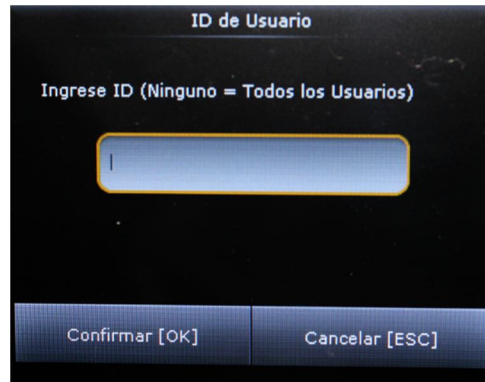 ID de Usuario
Ingrese ID (Ninguno = Todos los Usuarios)
Confirmar [OK]
Cancelar [ESC]